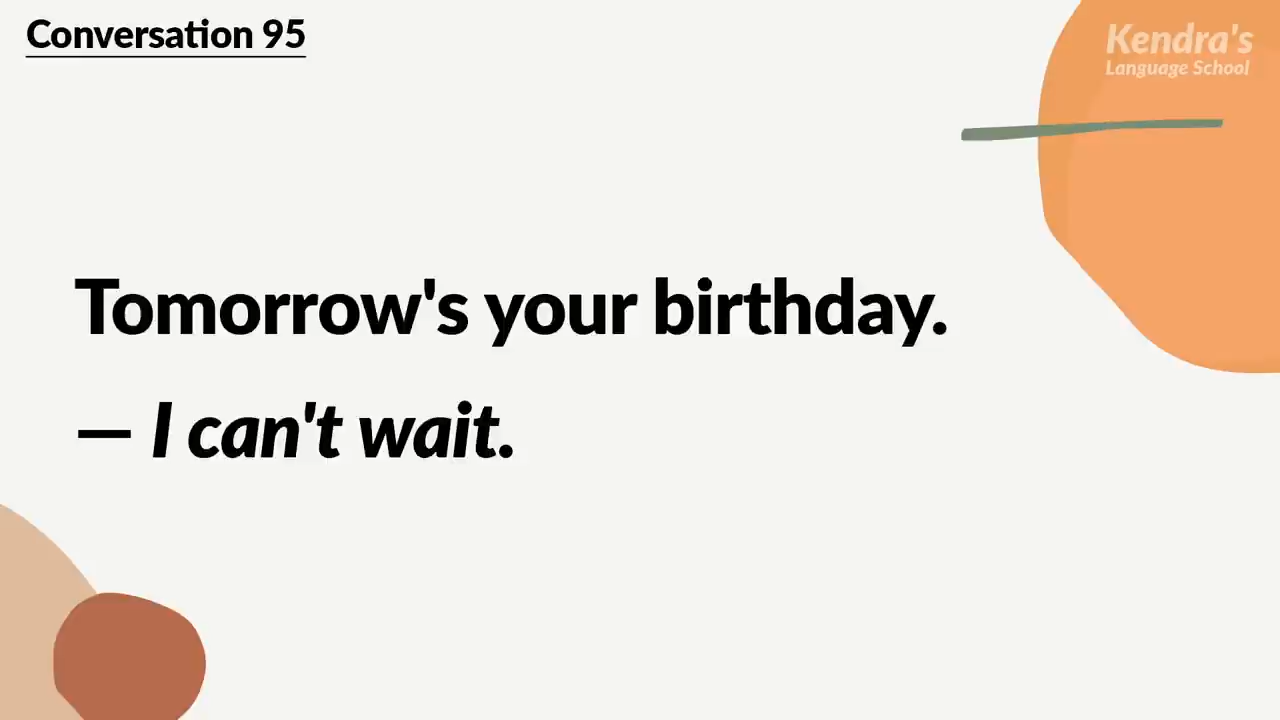 Conversation 95
Kendra's
Language School
Tomorrow's your birthday.
— I can't wait.